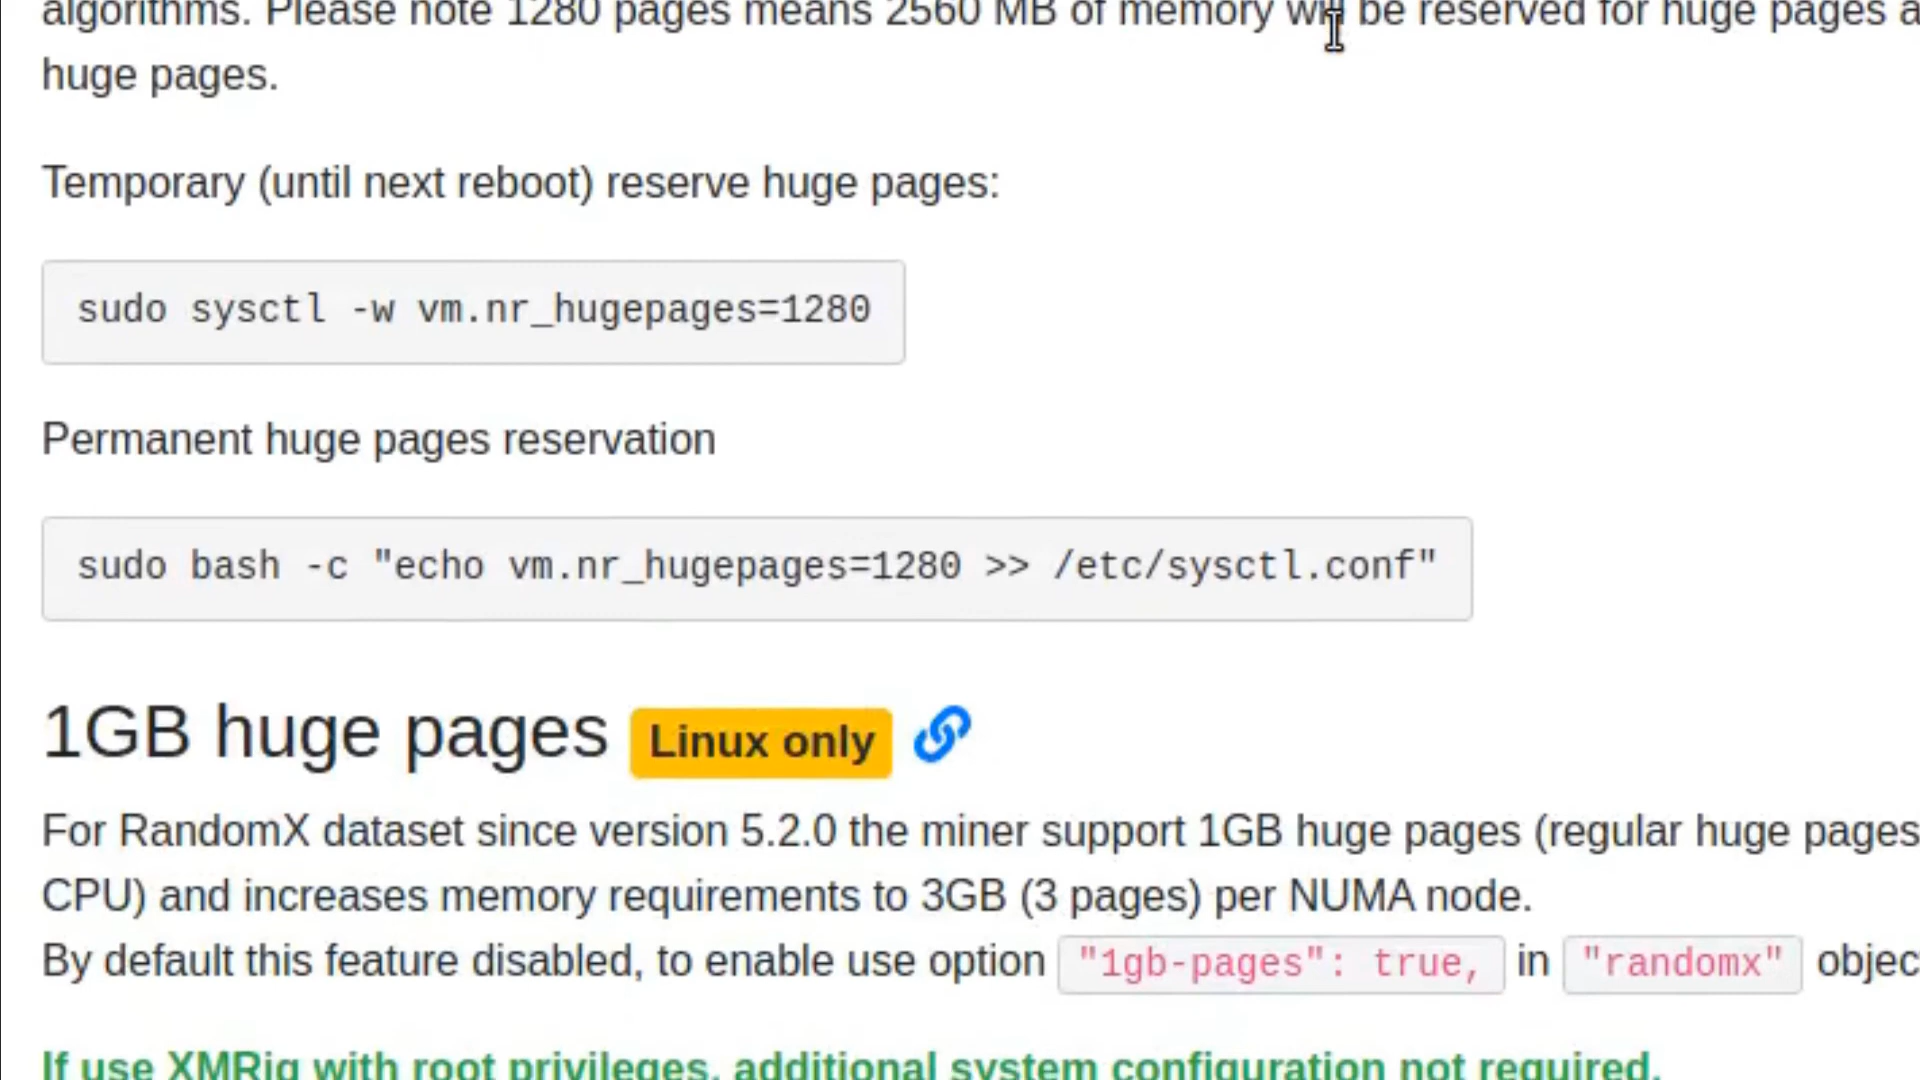 algorithms. Please note 1280 pages means 2560 MB of memory will be reserved for huge pages a
huge pages.
Temporary (until next reboot) reserve huge pages:
sudo sysctl -w vm.nr_hugepages=1280
Permanent huge pages reservation
sudo bash -c "echo vm.nr_hugepages=1280 >> /etc/sysctl.conf"
1GB huge pages Linux only
For RandomX dataset since version 5.2.0 the miner support 1GB huge pages (regular huge pages
CPU) and increases memory requirements to 3GB (3 pages) per NUMA node.
By default this feature disabled, to enable use option "1gb-pages": true, in "randomx" objec
If use XMRig with root privileges, additional system configuration not required.